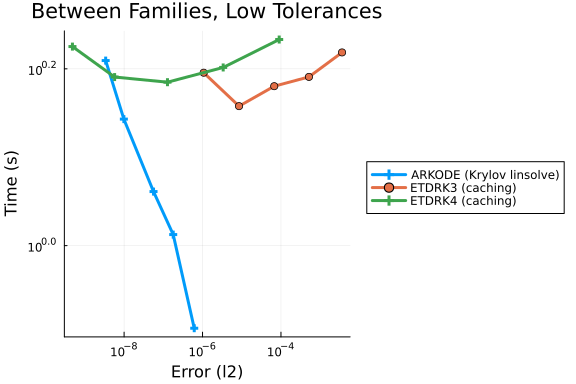 Between Families, Low Tolerances
Time (s)
10^0.2
10^0.0
10^-8
10^-6
10^-4
Error (l2)
ARKODE (Krylov linsolve)
ETDRK3 (caching)
ETDRK4 (caching)